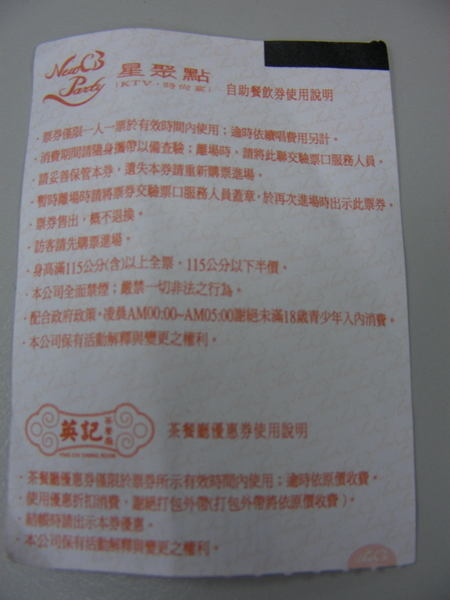 New CB Party
星聚點
(KTV·時尚宴)
自助餐飲券使用說明
·票券僅限一人一票於有效時間內使用；逾時依續唱費用另計。
·消費期間請隨身攜帶以備查驗；離場時，請將此聯交驗票口服務人員。
·請妥善保管本券，遺失本券請重新購票進場。
·暫時離場時請將票券交驗票口服務人員蓋章，於再次進場時出示此票券。
·票券售出，概不退換。
·訪客請先購票進場。
·身高滿115公分(含)以上全票，115公分以下半價。
·本公司全面禁煙；嚴禁一切非法之行為。
·配合政府政策，凌晨AM00:00~AM05:00謝絕未滿18歲青少年入內消費。
·本公司保有活動解釋與變更之權利。
英記
茶餐廳
茶餐廳優惠券使用說明
·茶餐廳優惠券僅限於票券所示有效時間內使用；逾時依原價收費。
·使用優惠折扣消費，謝絕打包外帶(打包外帶將依原價收費)。
·結帳時請出示本券優惠。
·本公司保有活動解釋與變更之權利。